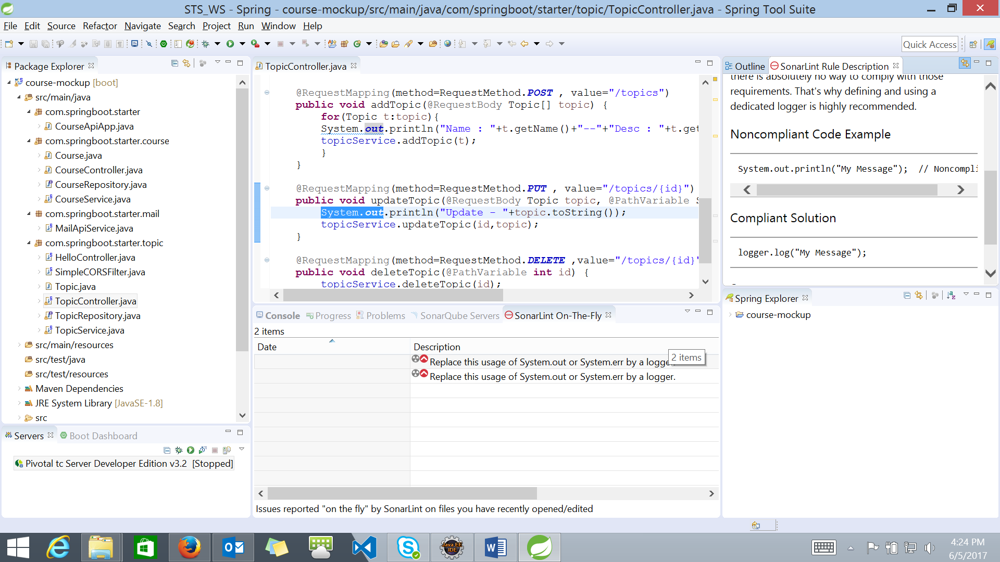 STS_WS - Spring - course-mockup/src/main/java/com/springboot/starter/topic/TopicController.java - Spring Tool Suite
File Edit Source Refactor Navigate Search Project Run Window Help
Quick Access
Package Explorer
course-mockup [boot]
src/main/java
com.springboot.starter
CourseApiApp.java
com.springboot.starter.course
Course.java
CourseController.java
CourseRepository.java
CourseService.java
com.springboot.starter.mail
MailApiService.java
com.springboot.starter.topic
HelloController.java
SimpleCORSFilter.java
Topic.java
TopicController.java
TopicRepository.java
TopicService.java
src/main/resources
src/test/java
src/test/resources
Maven Dependencies
JRE System Library [JavaSE-1.8]
src
Servers Boot Dashboard
Pivotal tc Server Developer Edition v3.2 [Stopped]
TopicController.java
@RequestMapping(method=RequestMethod.POST , value="/topics")
public void addTopic(@RequestBody Topic[] topic) {
for(Topic t:topic){
System.out.println("Name : "+t.getName()+"--"+"Desc : "+t.get
topicService.addTopic(t);
}
}
@RequestMapping(method=RequestMethod.PUT , value="/topics/{id}")
public void updateTopic(@RequestBody Topic topic, @PathVariable S
System.out.println("Update - "+topic.toString());
topicService.updateTopic(id,topic);
}
@RequestMapping(method=RequestMethod.DELETE ,value="/topics/{id}"
public void deleteTopic(@PathVariable int id) {
topicService.deleteTopic(id);
Console Progress Problems SonarQube Servers SonarLint On-The-Fly
2 items
Date Description
Replace this usage of System.out or System.err by a logger.
2 items
Replace this usage of System.out or System.err by a logger.
Issues reported "on the fly" by SonarLint on files you have recently opened/edited
Outline SonarLint Rule Description
there is absolutely no way to comply with those
requirements. That's why defining and using a
dedicated logger is highly recommended.
Noncompliant Code Example
System.out.println("My Message"); // Noncompli
Compliant Solution
logger.log("My Message");
Spring Explorer
course-mockup
Java EE
IDE
4:24 PM
6/5/2017